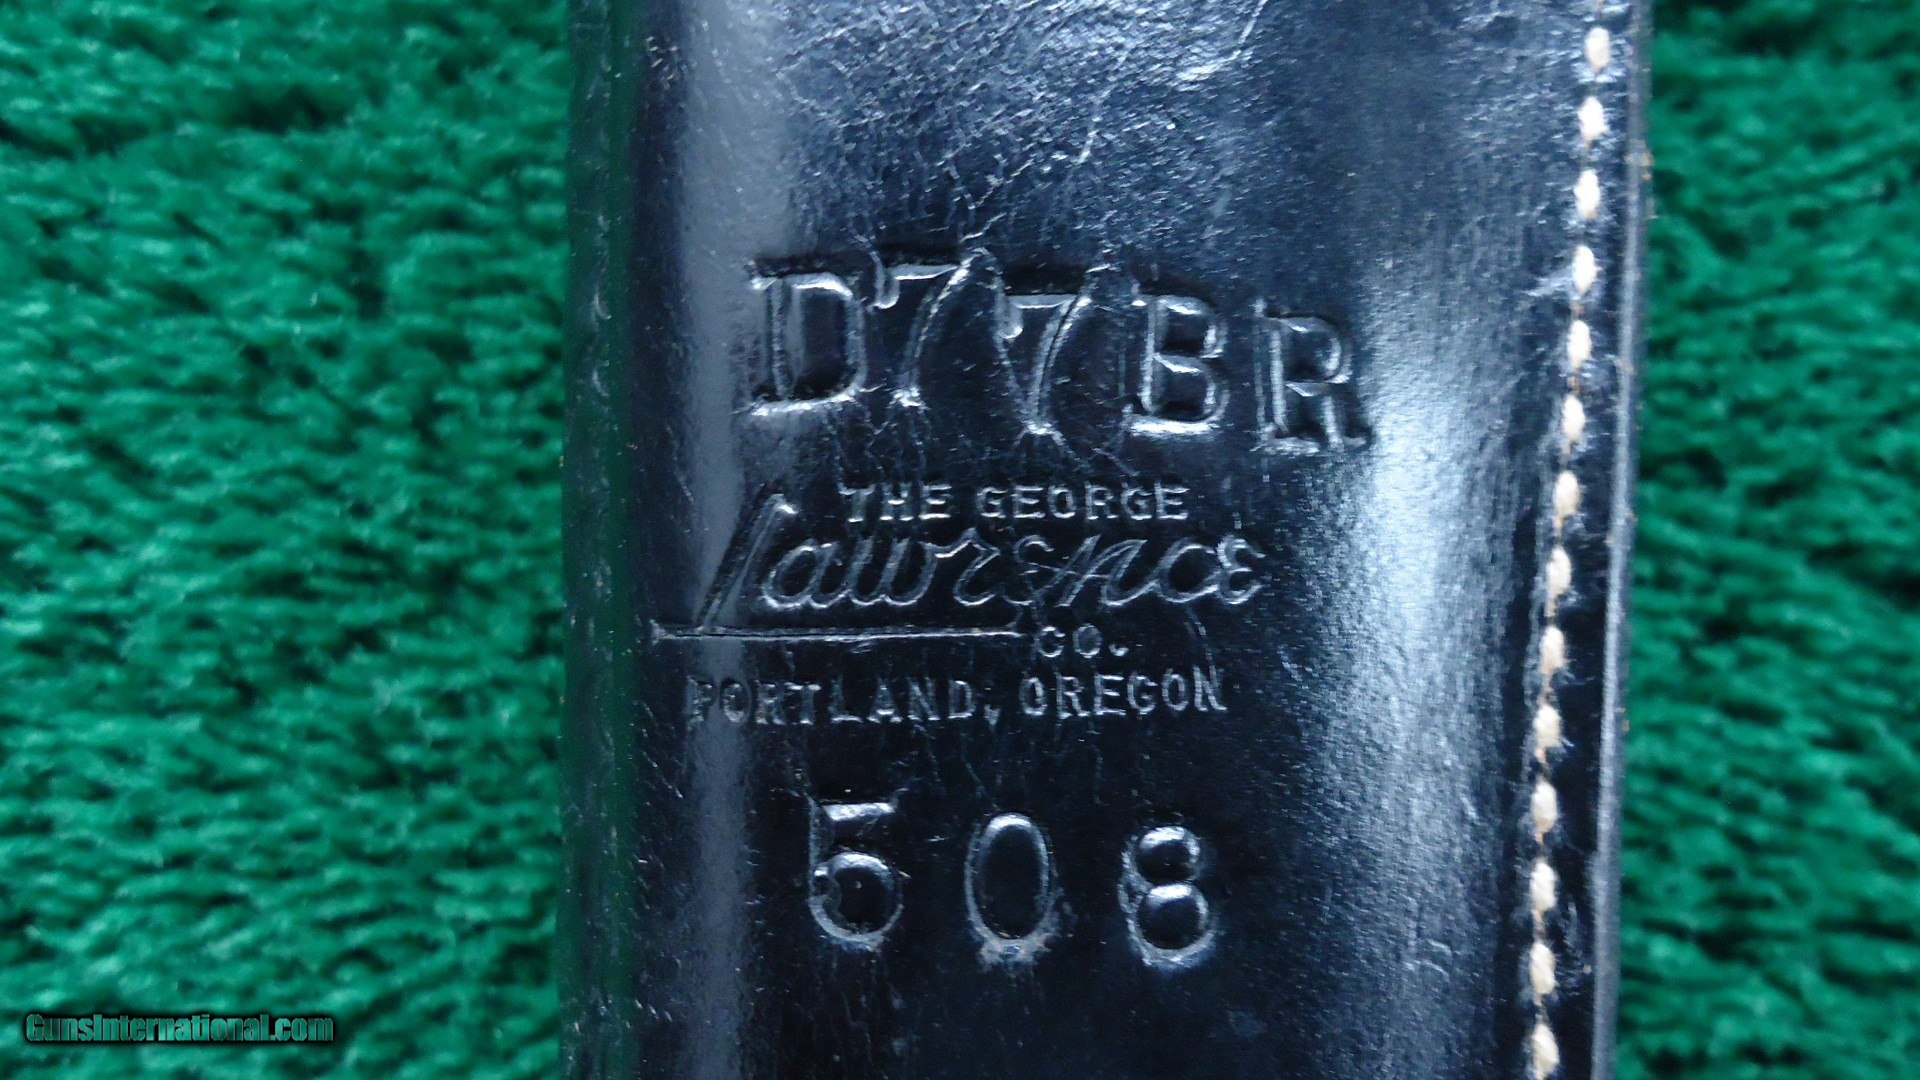 D77BR
THE GEORGE
Lawrence
CO.
PORTLAND, OREGON
508
GunsInternational.com